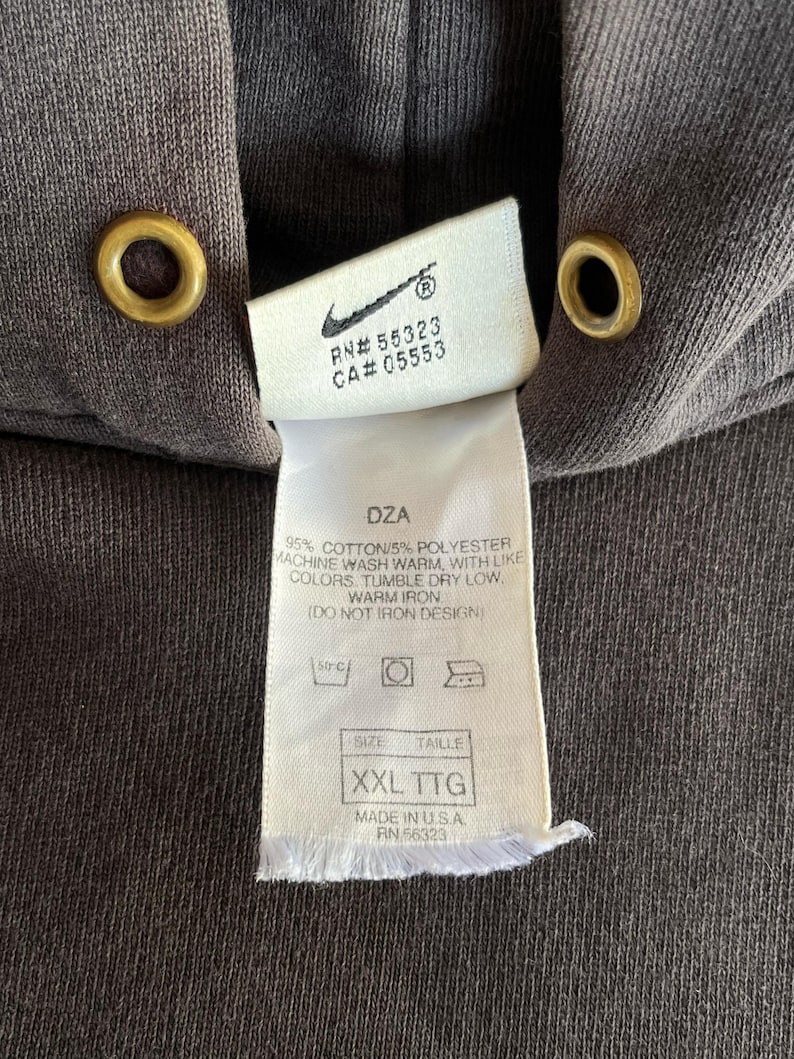 ®
RN# 56323
CA# 05553
DZA
95% COTTON/5% POLYESTER
MACHINE WASH WARM, WITH LIKE
COLORS. TUMBLE DRY LOW.
WARM IRON.
(DO NOT IRON DESIGN)
50°C
SIZE TAILLE
XXL TTG
MADE IN U.S.A.
RN 56323